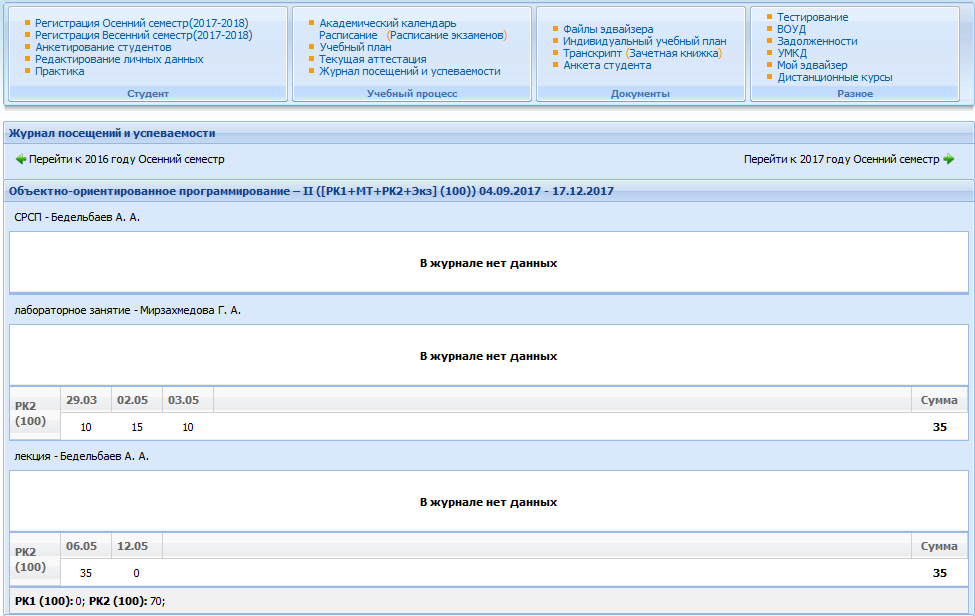 Регистрация Осенний семестр(2017-2018)
Регистрация Весенний семестр(2017-2018)
Анкетирование студентов
Редактирование личных данных
Практика
Студент
Академический календарь
Расписание (Расписание экзаменов)
Учебный план
Текущая аттестация
Журнал посещений и успеваемости
Учебный процесс
Файлы эдвайзера
Индивидуальный учебный план
Транскрипт (Зачетная книжка)
Анкета студента
Документы
Тестирование
ВОУД
Задолженности
УМКД
Мой эдвайзер
Дистанционные курсы
Разное
Журнал посещений и успеваемости
Перейти к 2016 году Осенний семестр Перейти к 2017 году Осенний семестр
Объектно-ориентированное программирование – II ([РК1+МТ+РК2+Экз] (100)) 04.09.2017 - 17.12.2017
СРСП - Бедельбаев А. А.
В журнале нет данных
лабораторное занятие - Мирзахмедова Г. А.
В журнале нет данных
РК2 (100) 29.03 02.05 03.05 Сумма
10 15 10 35
лекция - Бедельбаев А. А.
В журнале нет данных
РК2 (100) 06.05 12.05 Сумма
35 0 35
РК1 (100): 0; РК2 (100): 70;